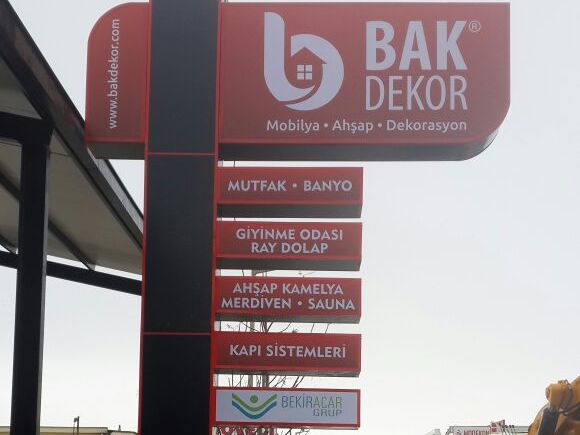 www.bakdekor.com
b BAK®
DEKOR
Mobilya • Ahşap • Dekorasyon
MUTFAK • BANYO
GİYİNME ODASI
RAY DOLAP
AHŞAP KAMELYA
MERDİVEN • SAUNA
KAPI SİSTEMLERİ
BEKİRACAR
GRUP